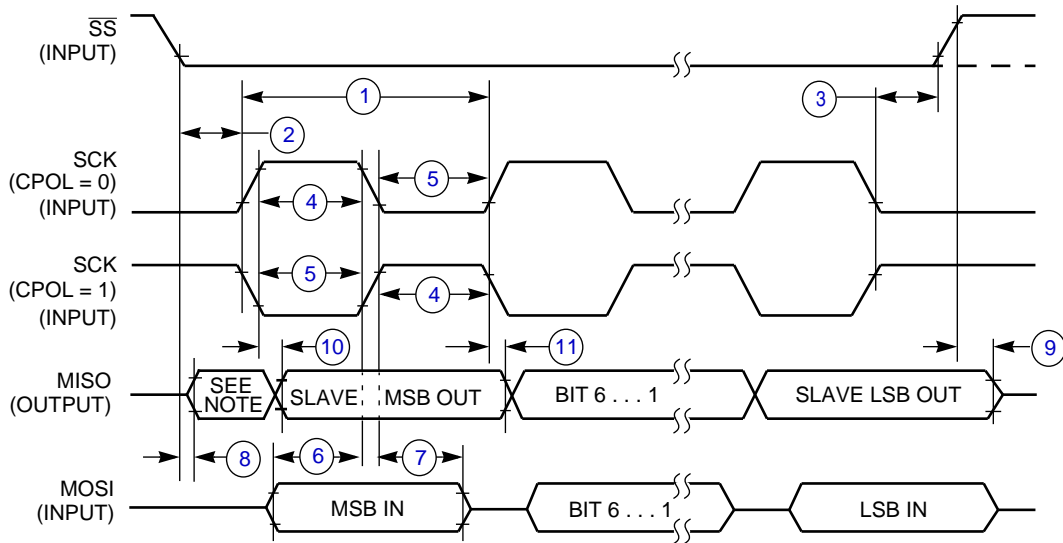 SS
(INPUT)
1
3
2
SCK
(CPOL = 0)
(INPUT)
5
4
SCK
(CPOL = 1)
(INPUT)
5
4
10
11
9
MISO
(OUTPUT)
SEE
NOTE
SLAVE
MSB OUT
BIT 6 . . . 1
SLAVE LSB OUT
8
6
7
MOSI
(INPUT)
MSB IN
BIT 6 . . . 1
LSB IN